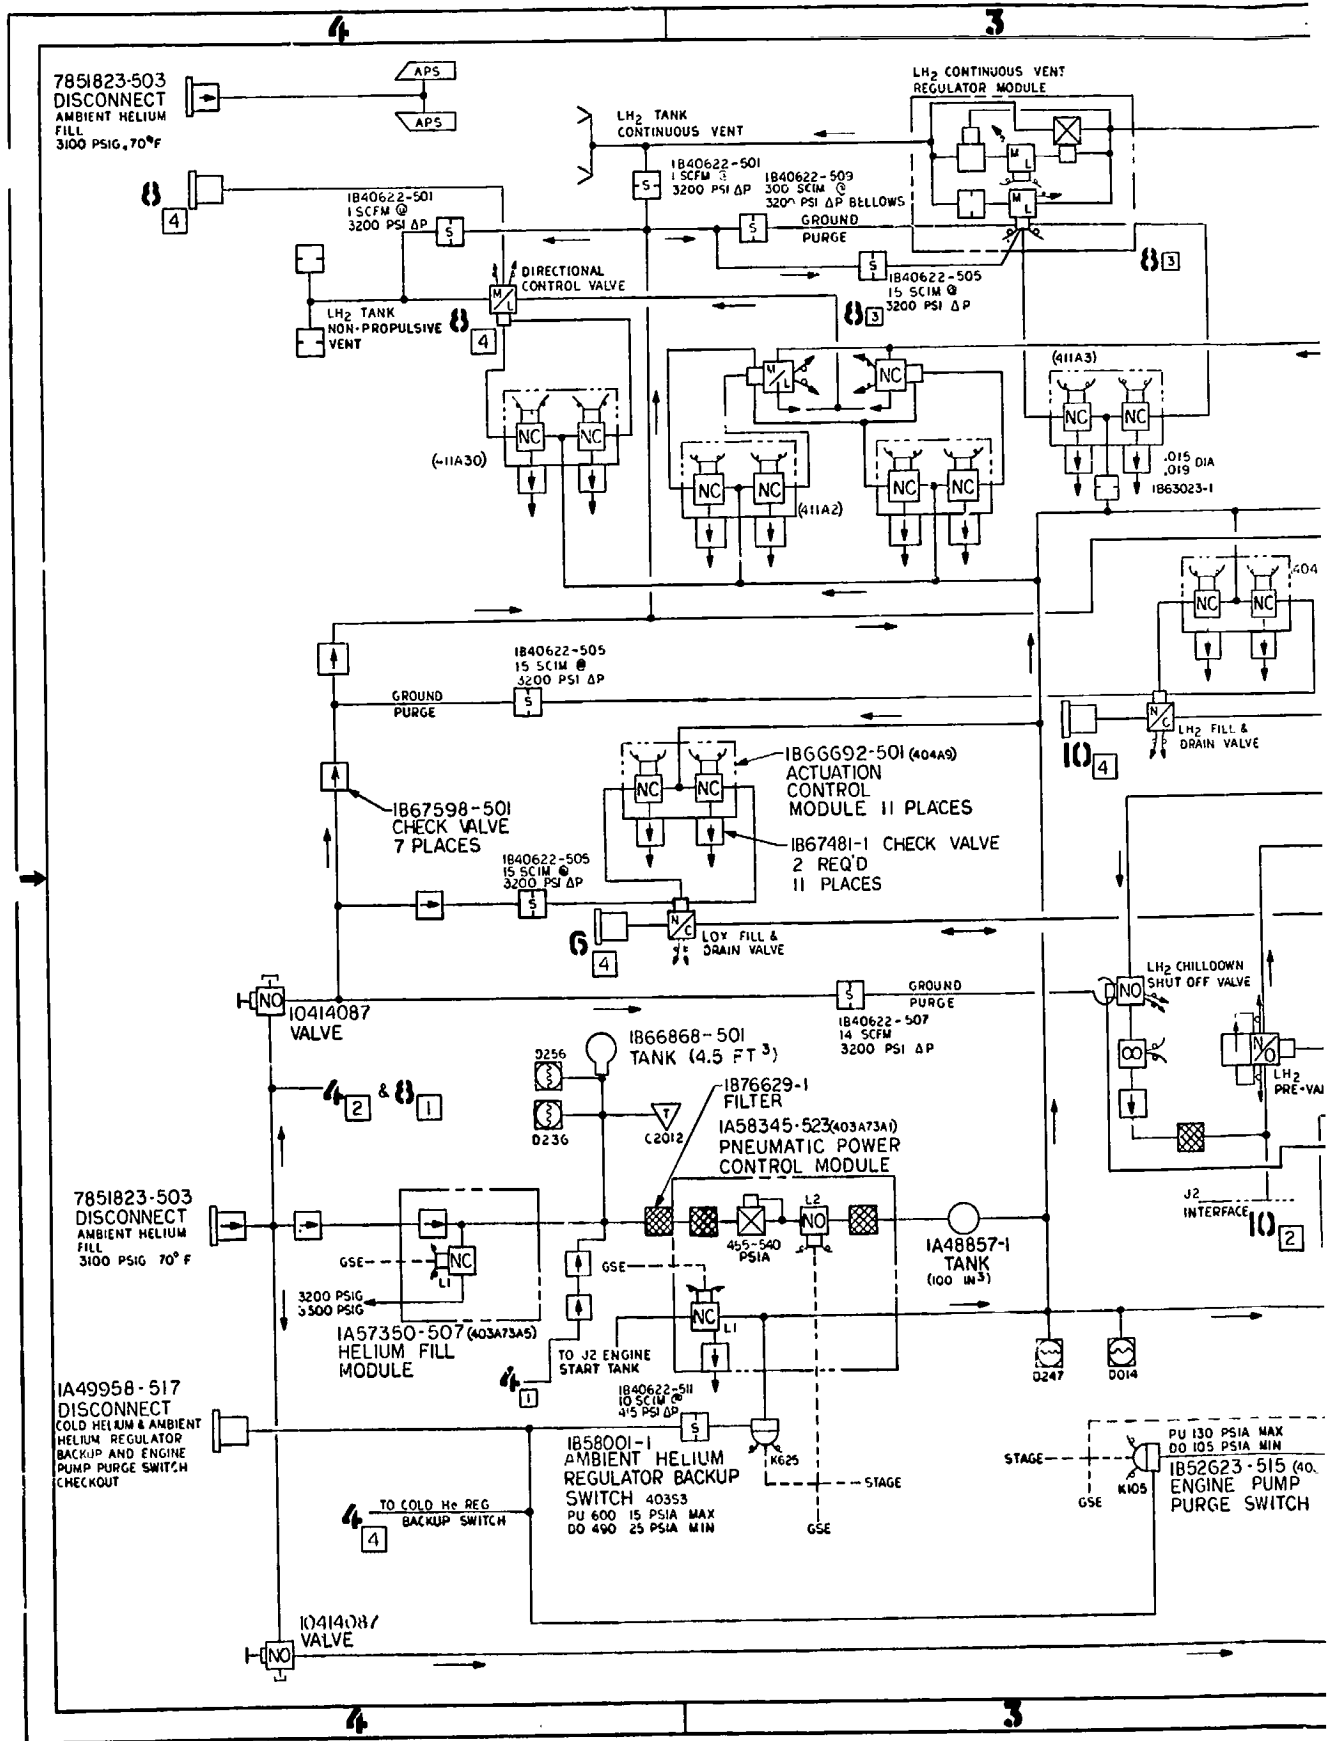 4
3
7851823-503
DISCONNECT
AMBIENT HELIUM
FILL
3100 PSIG, 70°F
APS
APS
LH2 TANK
CONTINUOUS VENT
LH2 CONTINUOUS VENT
REGULATOR MODULE
M
L
M
L
8
4
1B40622-501
1 SCFM @
3200 PSI ΔP
S
1B40622-501
1 SCFM @
3200 PSI ΔP
S
1B40622-509
300 SCIM @
3200 PSI ΔP BELLOWS
S
GROUND
PURGE
S
1B40622-505
15 SCIM @
3200 PSI ΔP
8
3
8
3
DIRECTIONAL
CONTROL VALVE
M
L
LH2 TANK
NON-PROPULSIVE
VENT
8
4
M
L
NC
(411A3)
NC
NC
NC
NC
(411A30)
NC
NC
(411A2)
NC
NC
.015
.019 DIA
1B63023-1
404
NC
NC
1B40622-505
15 SCIM @
3200 PSI ΔP
GROUND
PURGE
S
N
C
LH2 FILL &
DRAIN VALVE
10
4
NC
NC
1B66692-501 (404A9)
ACTUATION
CONTROL
MODULE 11 PLACES
1B67598-501
CHECK VALVE
7 PLACES
1B67481-1 CHECK VALVE
2 REQ'D
11 PLACES
1B40622-505
15 SCIM @
3200 PSI ΔP
S
6
4
N
C
LOX FILL &
DRAIN VALVE
NO
10414087
VALVE
S
GROUND
PURGE
1B40622-507
14 SCFM
3200 PSI ΔP
LH2 CHILLDOWN
SHUT OFF VALVE
NO
N
O
LH2
PRE-VA
D256
1B66868-501
TANK (4.5 FT3)
4
2
& 8
1
D236
T
C2012
1B76629-1
FILTER
1A58345-523 (403A73A1)
PNEUMATIC POWER
CONTROL MODULE
7851823-503
DISCONNECT
AMBIENT HELIUM
FILL
3100 PSIG 70° F
J2
INTERFACE
10
2
L2
NO
455-540
PSIA
1A48857-1
TANK
(100 IN3)
GSE
NC
L1
GSE
3200 PSIG
3300 PSIG
NC
L1
1A57350-507 (403A73A5)
HELIUM FILL
MODULE
TO J2 ENGINE
START TANK
4
1
D247
D014
1A49958-517
DISCONNECT
COLD HELIUM & AMBIENT
HELIUM REGULATOR
BACKUP AND ENGINE
PUMP PURGE SWITCH
CHECKOUT
1B40622-511
10 SCIM @
415 PSI ΔP
S
K625
1B58001-1
AMBIENT HELIUM
REGULATOR BACKUP
SWITCH 403S3
PU 600 15 PSIA MAX
DO 490 25 PSIA MIN
STAGE
GSE
STAGE
GSE
K105
PU 130 PSIA MAX
DO 105 PSIA MIN
1B52623-515 (40
ENGINE PUMP
PURGE SWITCH
4
4
TO COLD He REG
BACKUP SWITCH
10414087
VALVE
NO
4
3